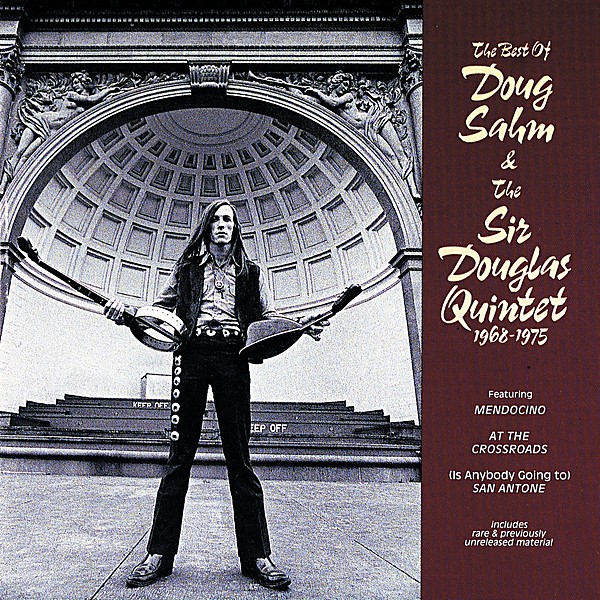 The Best Of
Doug
Sahm
&
The
Sir
Douglas
Quintet
1968-1975
Featuring
MENDOCINO
AT THE
CROSSROADS
(Is Anybody Going to)
SAN ANTONE
includes
rare & previously
unreleased material
KEEP OFF
KEEP OFF